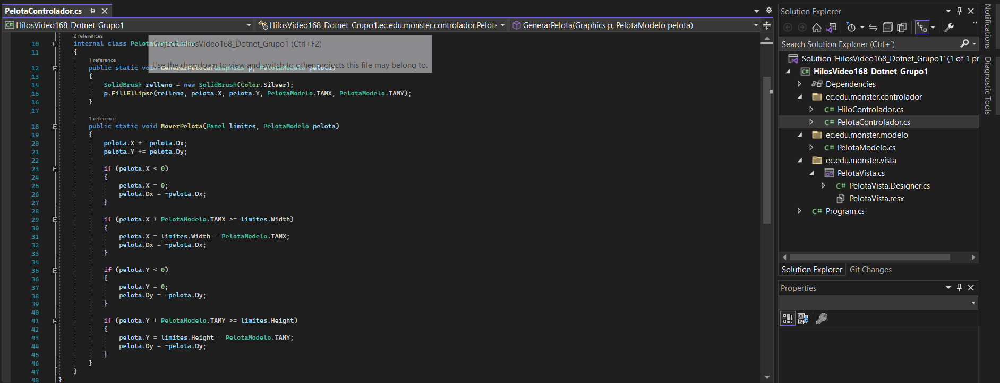 PelotaControlador.cs
HilosVideo168_Dotnet_Grupo1
HilosVideo168_Dotnet_Grupo1.ec.edu.monster.controlador.Pelota
GenerarPelota(Graphics p, PelotaModelo pelota)
2 references
10 internal class PelotaControlador
Project: HilosVideo168_Dotnet_Grupo1 (Ctrl+F2)
Use the dropdown to view and switch to other projects this file may belong to.
11 {
1 reference
12 public static void GenerarPelota(Graphics p, PelotaModelo pelota)
13 {
14 SolidBrush relleno = new SolidBrush(Color.Silver);
15 p.FillEllipse(relleno, pelota.X, pelota.Y, PelotaModelo.TAMX, PelotaModelo.TAMY);
16 }
17
1 reference
18 public static void MoverPelota(Panel limites, PelotaModelo pelota)
19 {
20 pelota.X += pelota.Dx;
21 pelota.Y += pelota.Dy;
22
23 if (pelota.X < 0)
24 {
25 pelota.X = 0;
26 pelota.Dx = -pelota.Dx;
27 }
28
29 if (pelota.X + PelotaModelo.TAMX >= limites.Width)
30 {
31 pelota.X = limites.Width - PelotaModelo.TAMX;
32 pelota.Dx = -pelota.Dx;
33 }
34
35 if (pelota.Y < 0)
36 {
37 pelota.Y = 0;
38 pelota.Dy = -pelota.Dy;
39 }
40
41 if (pelota.Y + PelotaModelo.TAMY >= limites.Height)
42 {
43 pelota.Y = limites.Height - PelotaModelo.TAMY;
44 pelota.Dy = -pelota.Dy;
45 }
46 }
47 }
48 }
Solution Explorer
Search Solution Explorer (Ctrl+´)
Solution 'HilosVideo168_Dotnet_Grupo1' (1 of 1 pr
HilosVideo168_Dotnet_Grupo1
Dependencies
ec.edu.monster.controlador
C# HiloControlador.cs
C# PelotaControlador.cs
ec.edu.monster.modelo
C# PelotaModelo.cs
ec.edu.monster.vista
PelotaVista.cs
C# PelotaVista.Designer.cs
PelotaVista.resx
C# Program.cs
Solution Explorer
Git Changes
Properties
Notifications
Diagnostic Tools